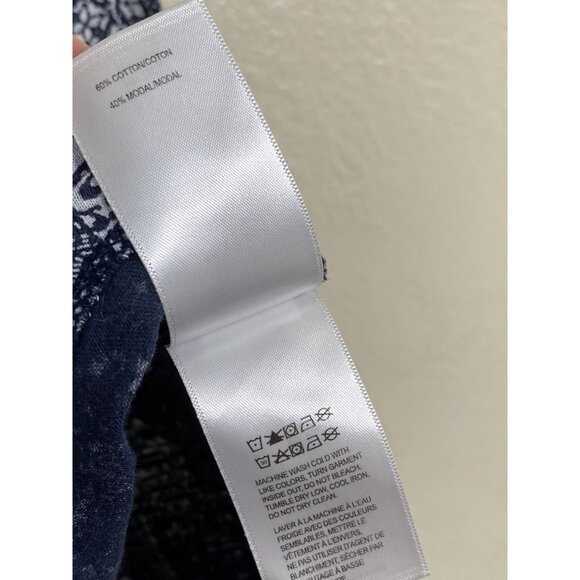 60% COTTON/COTON
40% MODAL/MODAL
MACHINE WASH COLD WITH
LIKE COLORS, TURN GARMENT
INSIDE OUT, DO NOT BLEACH,
TUMBLE DRY LOW, COOL IRON,
DO NOT DRY CLEAN.
LAVER À LA MACHINE À L'EAU
FROIDE AVEC DES COULEURS
SEMBLABLES, METTRE LE
VÊTEMENT À L'ENVERS,
NE PAS UTILISER D'AGENT DE
BLANCHIMENT, SÉCHER PAR
À BASSE